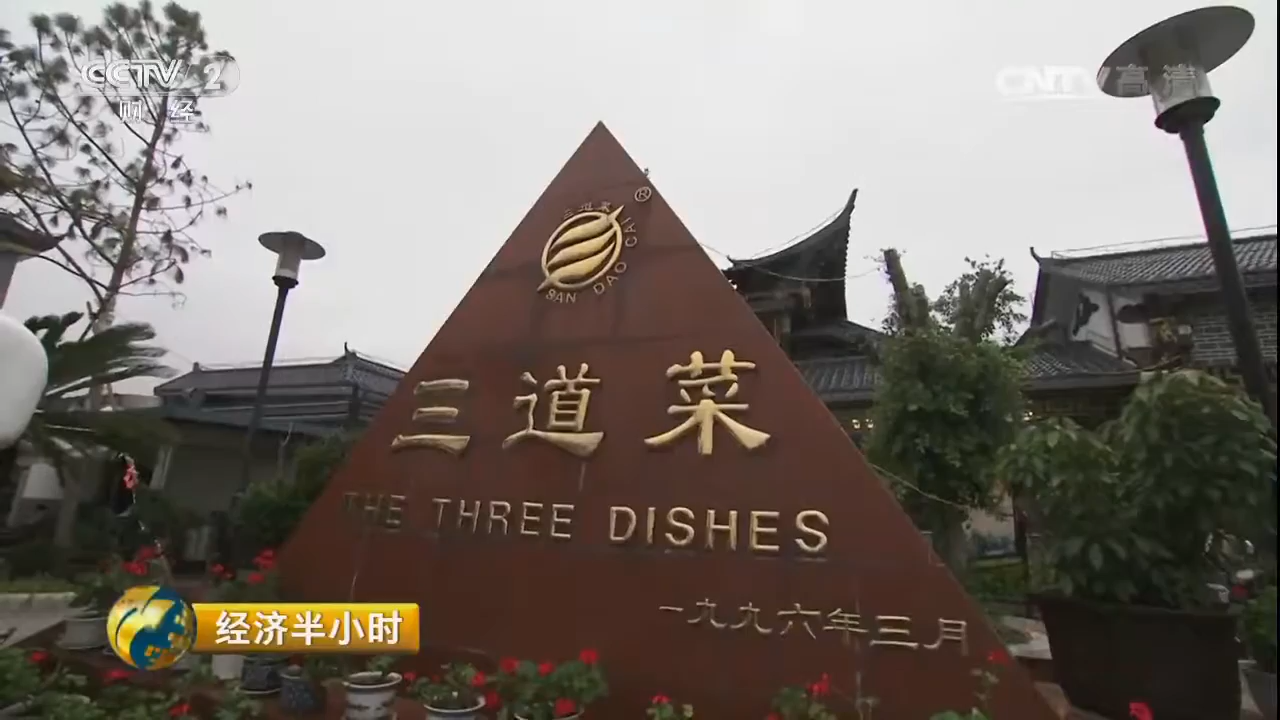 CCTV 2
财经
CNTV 高清
三道菜
SAN DAO CAI ®
三道菜
THE THREE DISHES
一九九六年三月
经济半小时